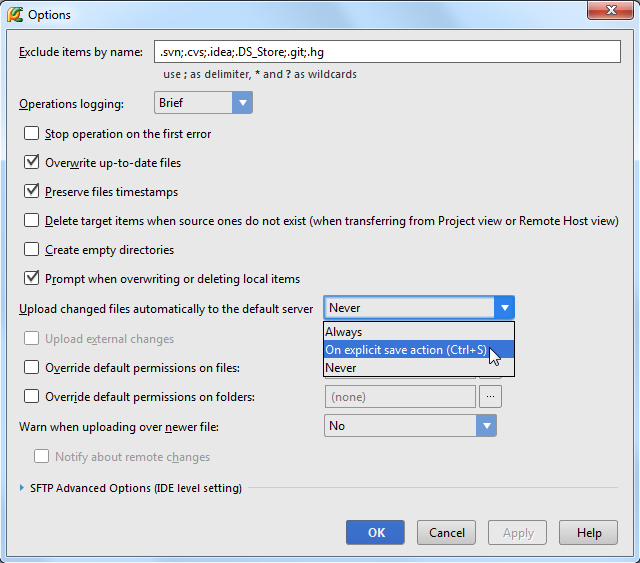 Options
Exclude items by name: .svn;.cvs;.idea;.DS_Store;.git;.hg
use ; as delimiter, * and ? as wildcards
Operations logging: Brief
Stop operation on the first error
Overwrite up-to-date files
Preserve files timestamps
Delete target items when source ones do not exist (when transferring from Project view or Remote Host view)
Create empty directories
Prompt when overwriting or deleting local items
Upload changed files automatically to the default server Never
Always
Upload external changes On explicit save action (Ctrl+S)
Override default permissions on files: Never
Override default permissions on folders: (none) ...
Warn when uploading over newer file: No
Notify about remote changes
SFTP Advanced Options (IDE level setting)
OK Cancel Apply Help